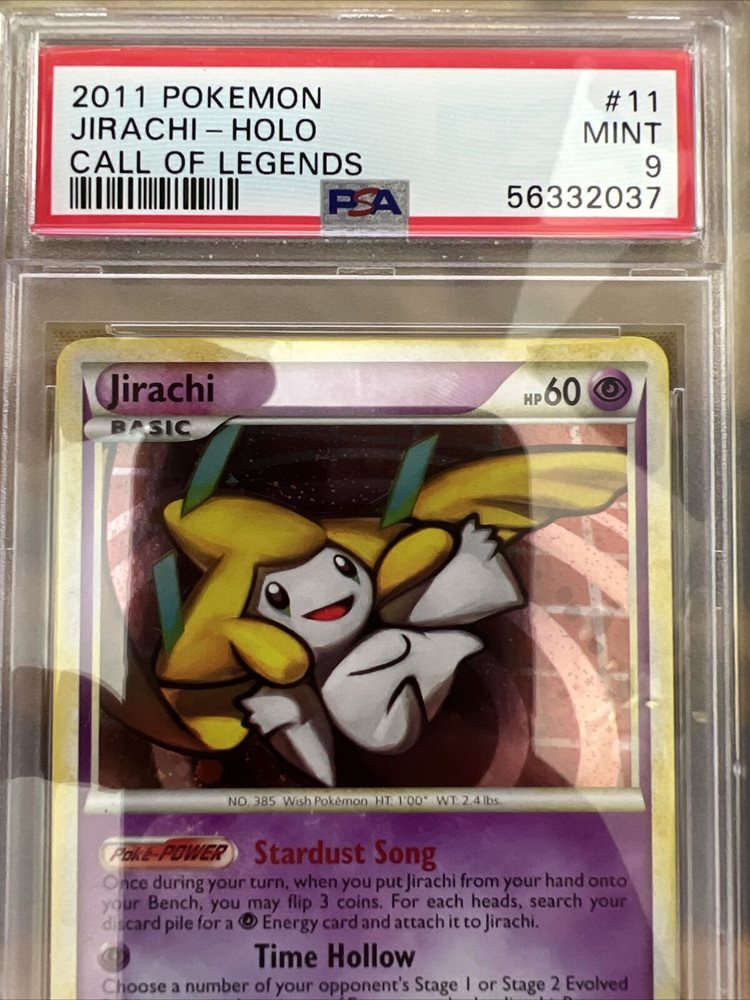 2011 POKEMON #11
JIRACHI - HOLO MINT
CALL OF LEGENDS 9
PSA 56332037
Jirachi HP 60
BASIC
NO. 385 Wish Pokémon HT: 1'00" WT: 2.4 lbs.
Poké-POWER Stardust Song
Once during your turn, when you put Jirachi from your hand onto
your Bench, you may flip 3 coins. For each heads, search your
discard pile for a Energy card and attach it to Jirachi.
Time Hollow
Choose a number of your opponent's Stage 1 or Stage 2 Evolved